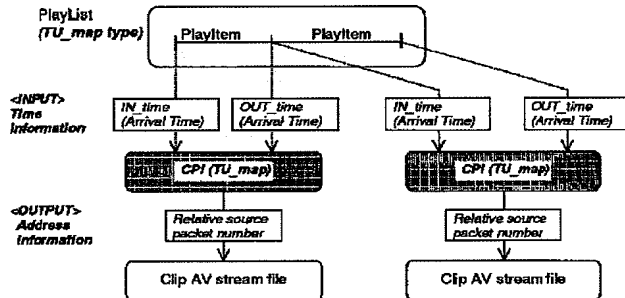 PlayList
(TU_map type)
PlayItem
PlayItem
<INPUT>
Time
Information
IN_time
(Arrival Time)
OUT_time
(Arrival Time)
IN_time
(Arrival Time)
OUT_time
(Arrival Time)
CPI (TU_map)
CPI (TU_map)
<OUTPUT>
Address
Information
Relative source
packet number
Relative source
packet number
Clip AV stream file
Clip AV stream file